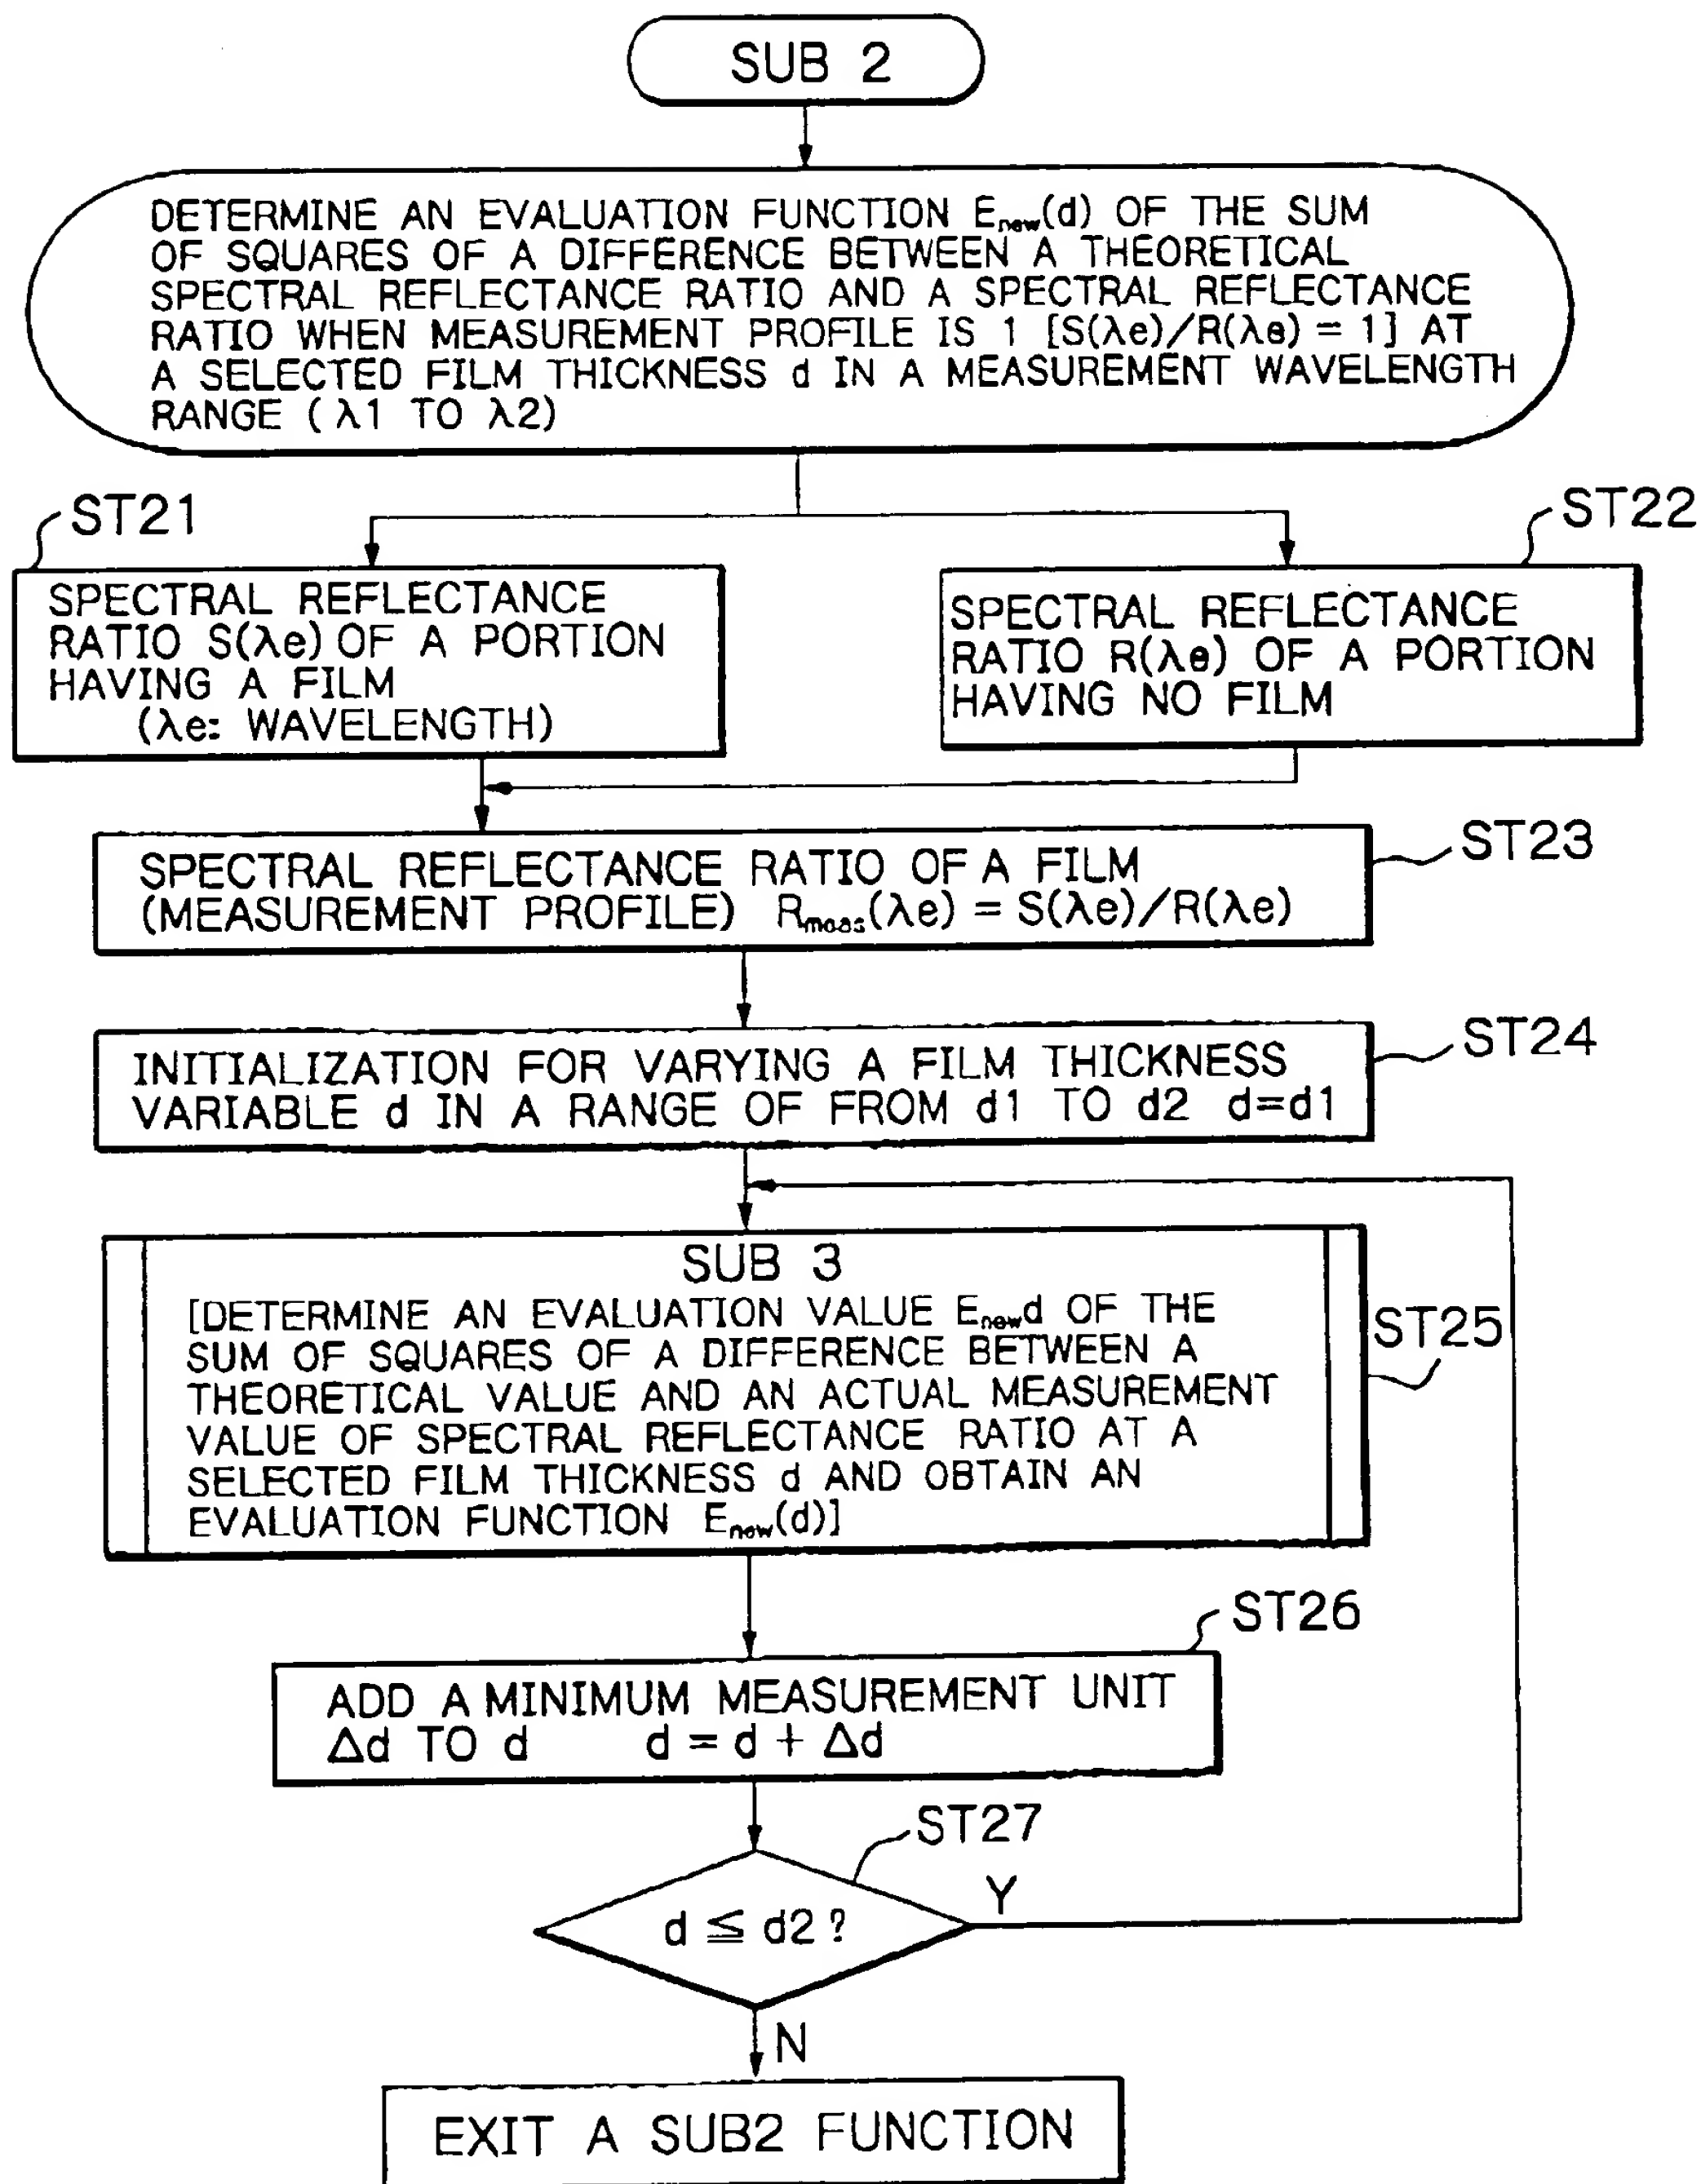 SUB 2
DETERMINE AN EVALUATION FUNCTION Enew(d) OF THE SUM
OF SQUARES OF A DIFFERENCE BETWEEN A THEORETICAL
SPECTRAL REFLECTANCE RATIO AND A SPECTRAL REFLECTANCE
RATIO WHEN MEASUREMENT PROFILE IS 1 [S(λe)/R(λe) = 1] AT
A SELECTED FILM THICKNESS d IN A MEASUREMENT WAVELENGTH
RANGE (λ1 TO λ2)
ST21
SPECTRAL REFLECTANCE
RATIO S(λe) OF A PORTION
HAVING A FILM
(λe: WAVELENGTH)
ST22
SPECTRAL REFLECTANCE
RATIO R(λe) OF A PORTION
HAVING NO FILM
ST23
SPECTRAL REFLECTANCE RATIO OF A FILM
(MEASUREMENT PROFILE) Rmeas(λe) = S(λe)/R(λe)
ST24
INITIALIZATION FOR VARYING A FILM THICKNESS
VARIABLE d IN A RANGE OF FROM d1 TO d2 d=d1
SUB 3
[DETERMINE AN EVALUATION VALUE Enewd OF THE
SUM OF SQUARES OF A DIFFERENCE BETWEEN A
THEORETICAL VALUE AND AN ACTUAL MEASUREMENT
VALUE OF SPECTRAL REFLECTANCE RATIO AT A
SELECTED FILM THICKNESS d AND OBTAIN AN
EVALUATION FUNCTION Enew(d)]
ST25
ST26
ADD A MINIMUM MEASUREMENT UNIT
Δd TO d d = d + Δd
ST27
d ≦ d2 ?
Y
N
EXIT A SUB2 FUNCTION